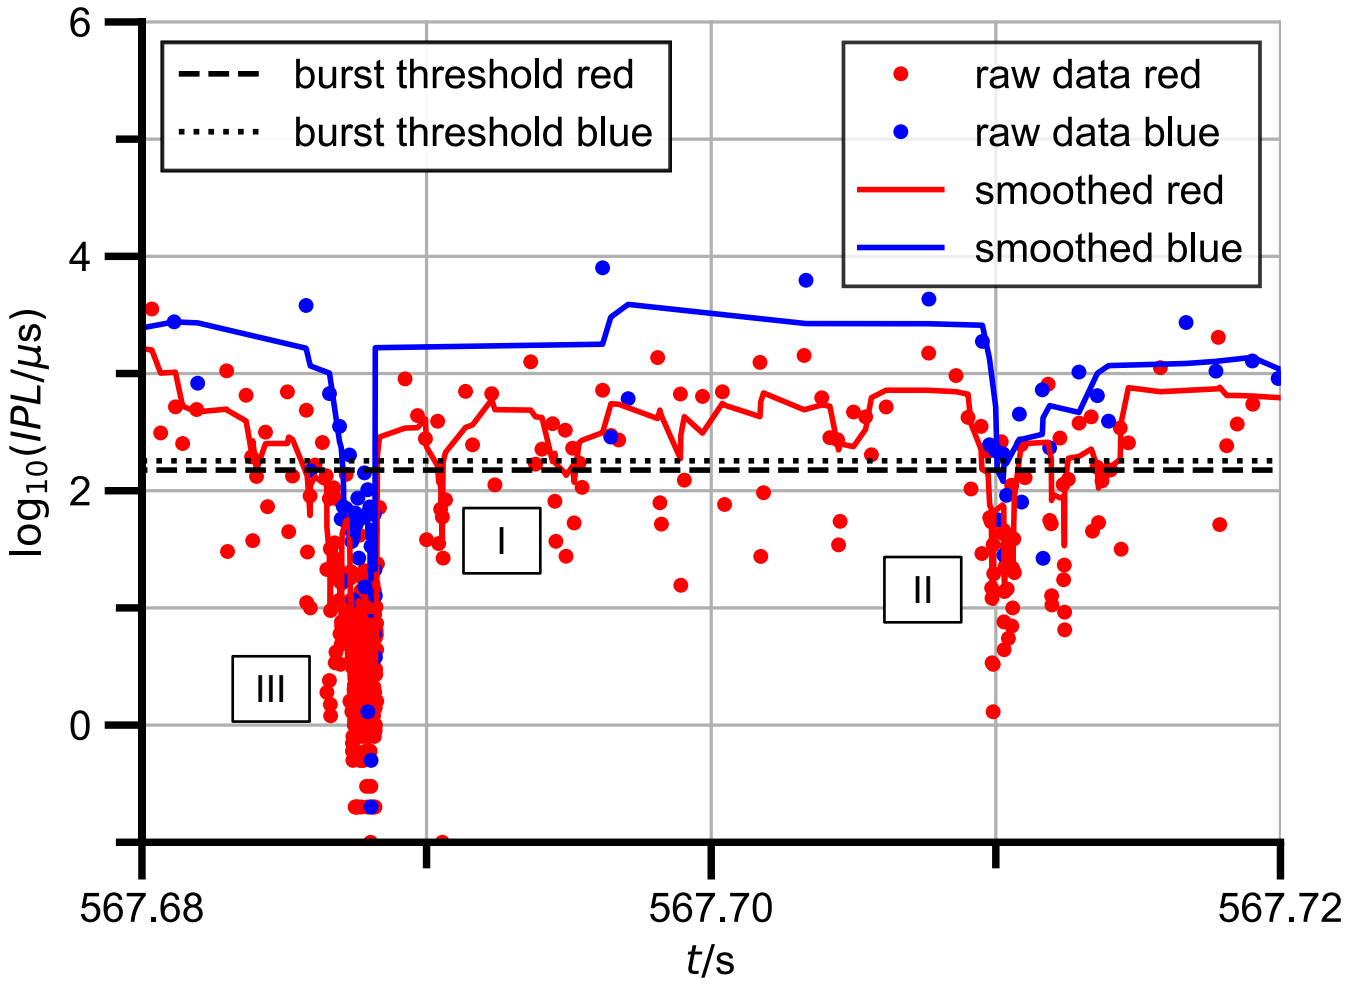 6
burst threshold red
burst threshold blue
raw data red
raw data blue
smoothed red
smoothed blue
4
log₁₀(IPL/μs)
2
I
II
III
0
567.68
567.70
567.72
t/s